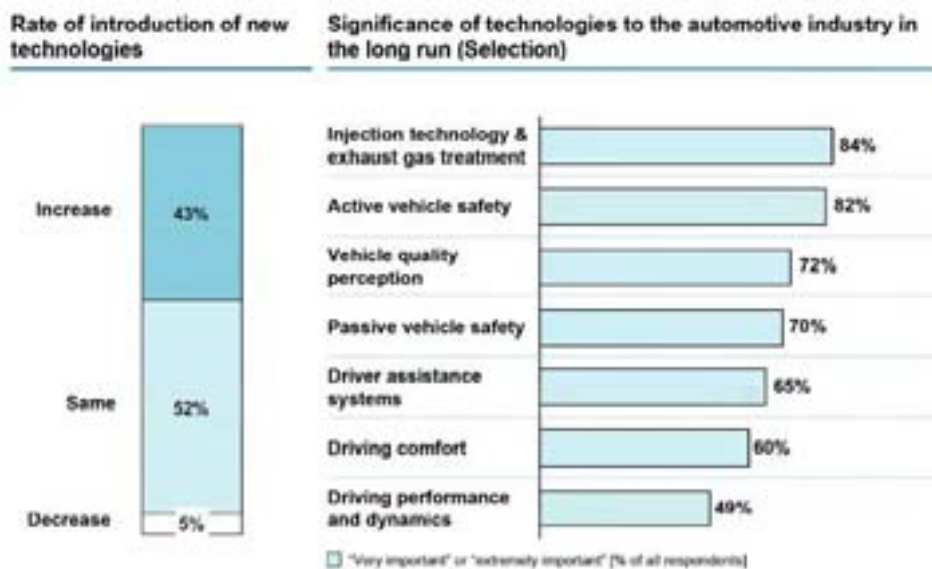 Rate of introduction of new
technologies
Increase
43%
Same
52%
Decrease
5%
Significance of technologies to the automotive industry in
the long run (Selection)
Injection technology &
exhaust gas treatment
84%
Active vehicle safety
82%
Vehicle quality
perception
72%
Passive vehicle safety
70%
Driver assistance
systems
65%
Driving comfort
60%
Driving performance
and dynamics
49%
"Very important" or "extremely important" [% of all respondents]